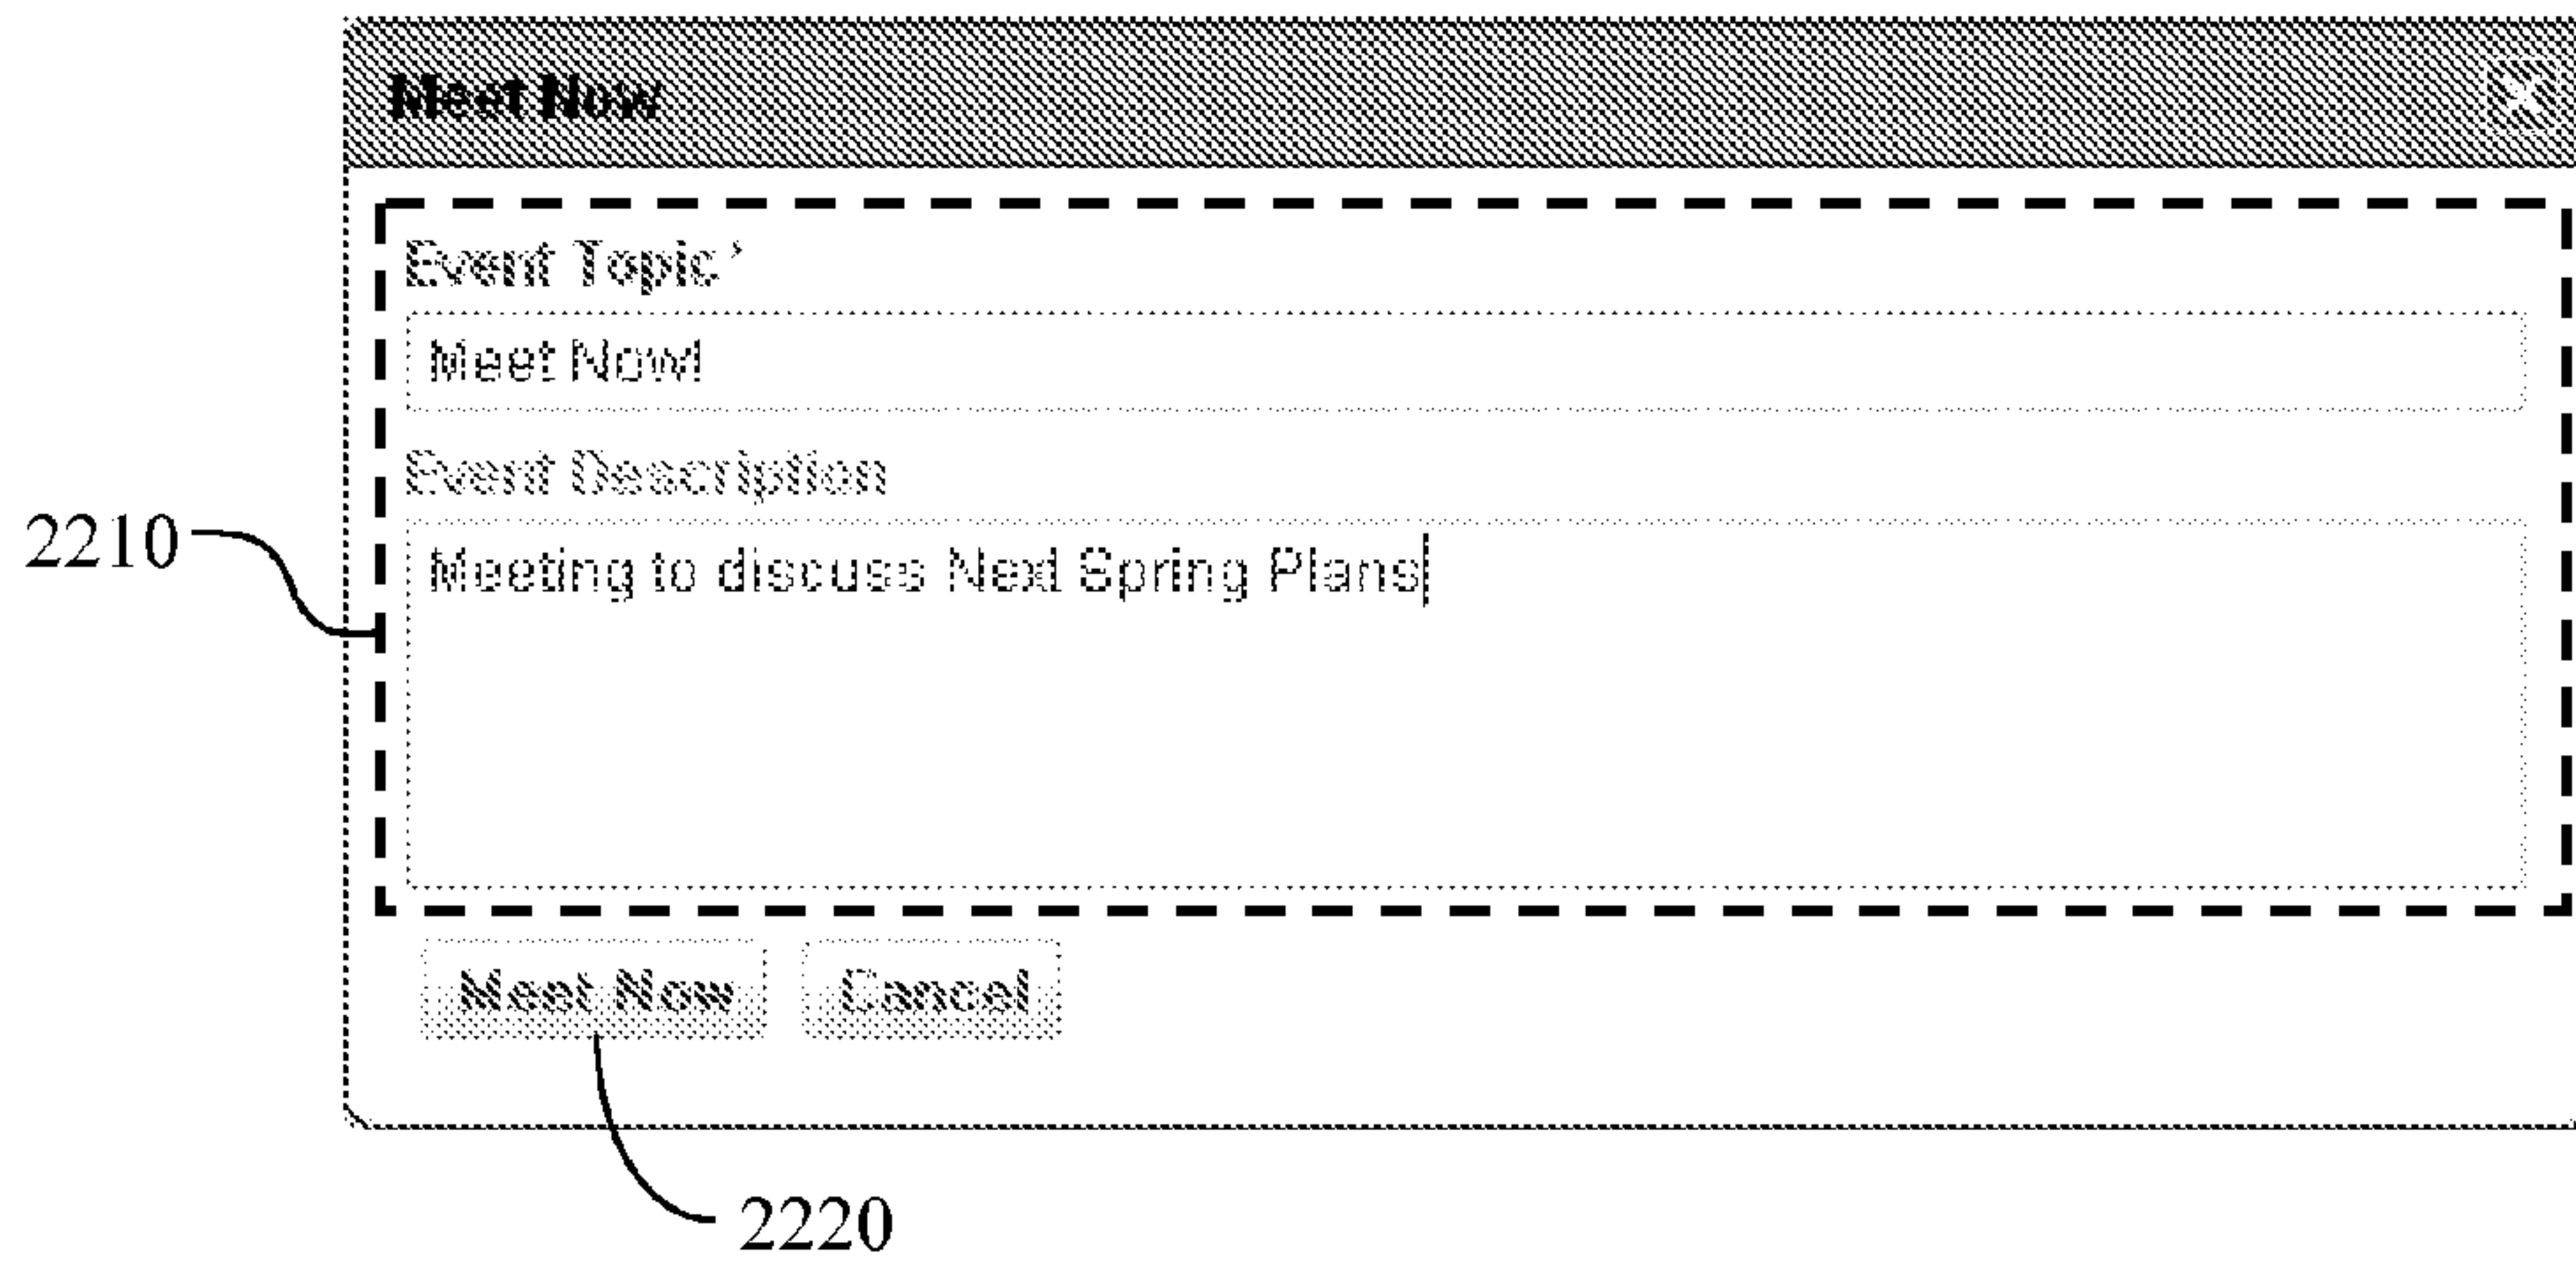 Meet Now
Event Topic*
Meet Now!
Event Description
2210
Meeting to discuss Next Spring Plans
Meet Now Cancel
2220